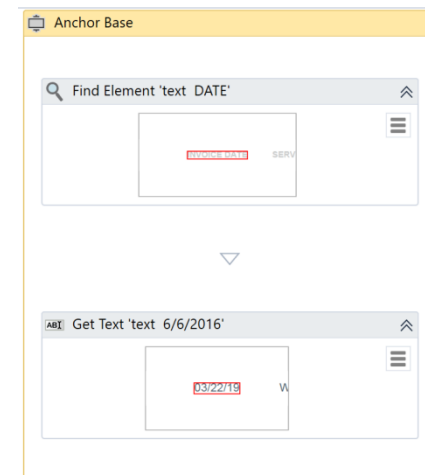 Anchor Base
Find Element 'text DATE'
INVOICE DATE SERV
Get Text 'text 6/6/2016'
03/22/19 W